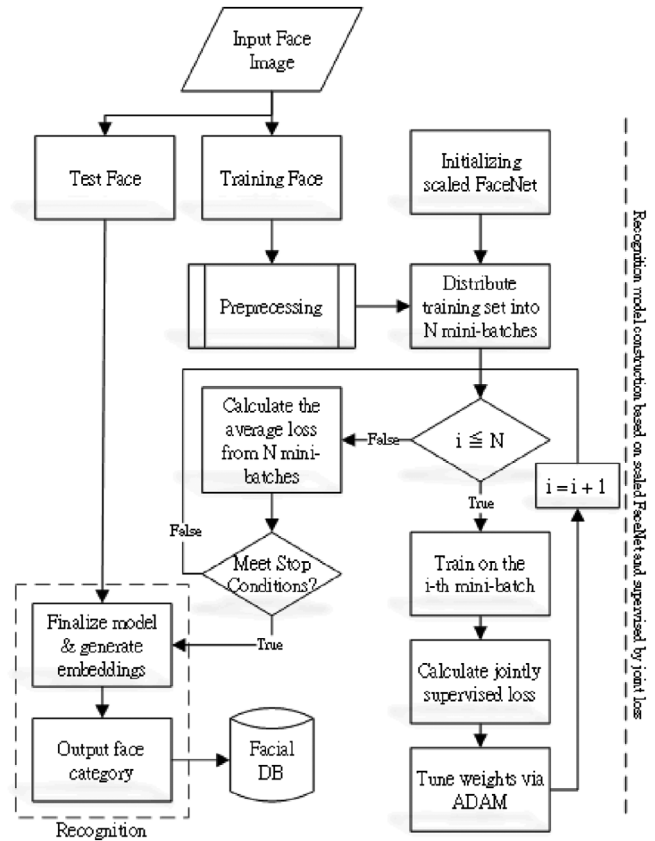 Input Face
Image
Test Face
Training Face
Initializing
scaled FaceNet
Preprecessing
Distribute
training set into
N mini-batches
Calculate the
average loss
from N mini-
batches
False
i ≦ N
i = i + 1
True
False
Meet Stop
Conditions?
True
Train on the
i-th mini-batch
Finalize model
& generate
embeddings
Calculate jointly
supervised loss
Output face
category
Facial
DB
Tune weights via
ADAM
Recognition
Recognition model construction based on scaled FaceNet and supervised by joint loss